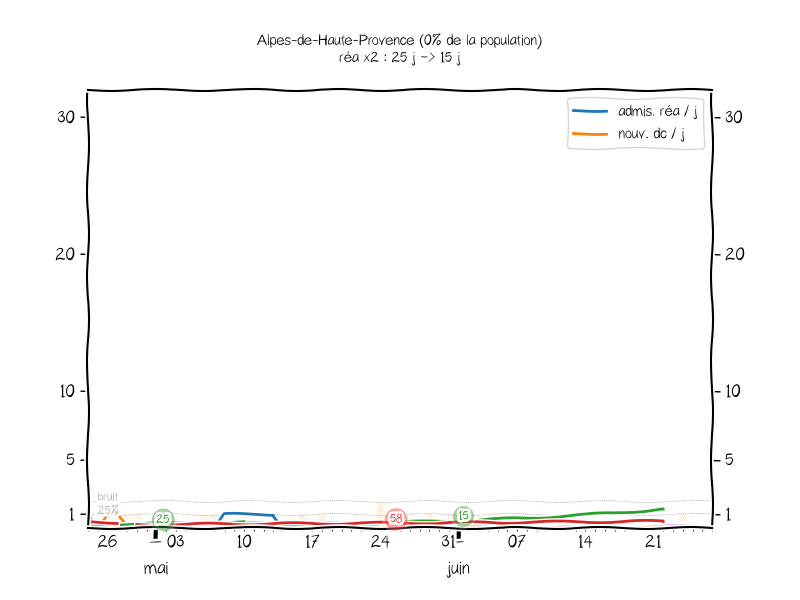 Alpes-de-Haute-Provence (0% de la population)
réa x2 : 25 j -> 15 j
admis. réa / j
nouv. dc / j
30
30
20
20
10
10
5
5
bruit
25%
1
1
25
58
15
26 03 10 17 24 31 07 14 21
mai juin